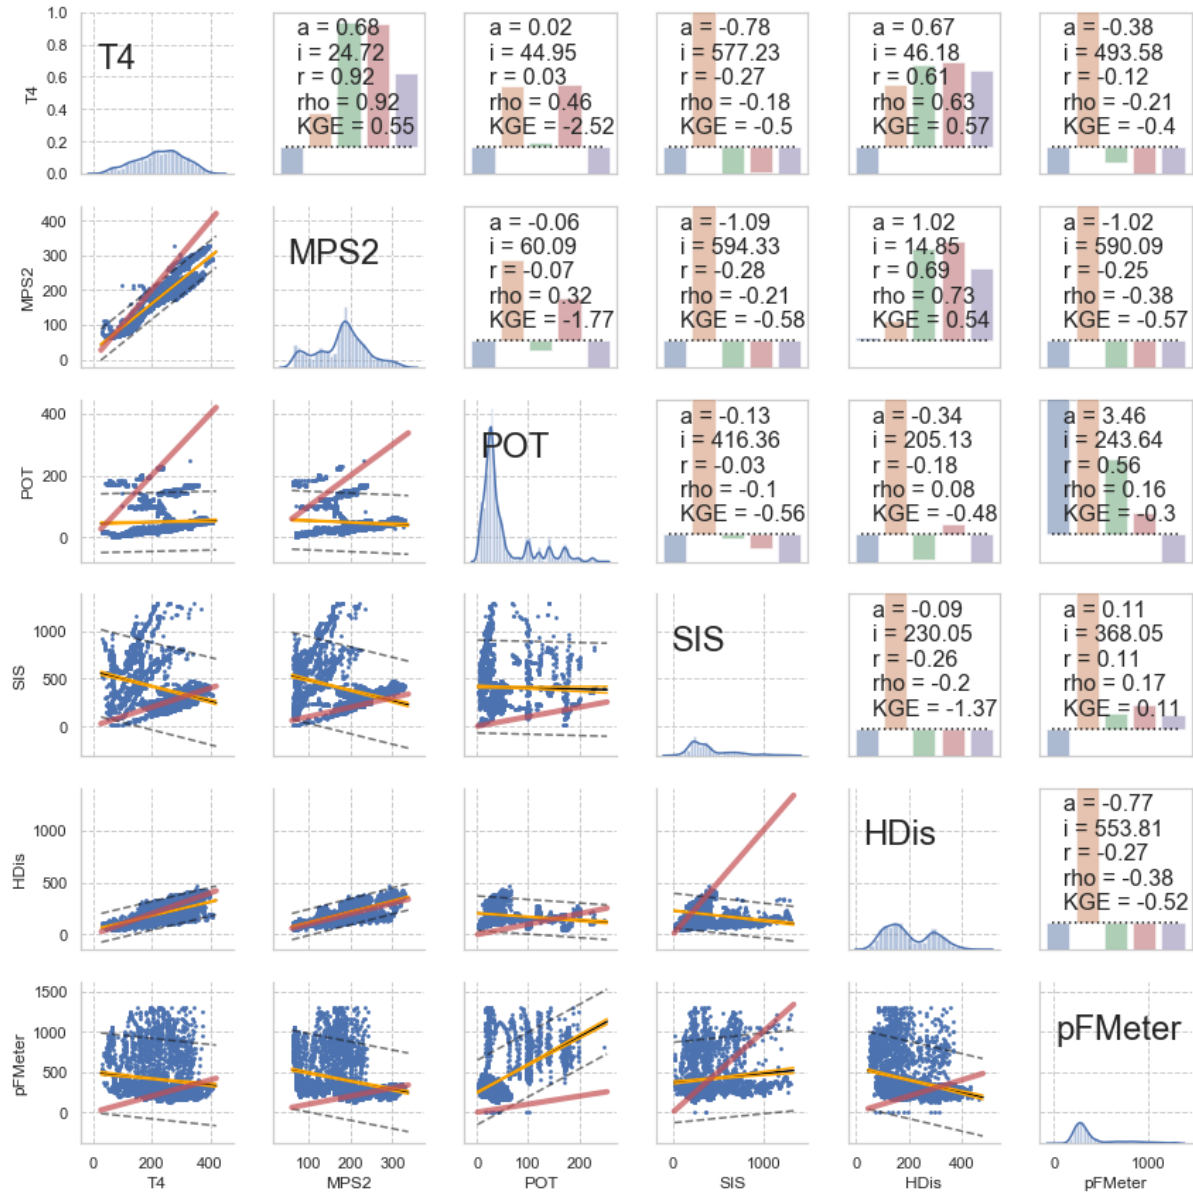 1.0
0.8
0.6
0.4
0.2
0.0
T4
T4
a = 0.68
i = 24.72
r = 0.92
rho = 0.92
KGE = 0.55
a = 0.02
i = 44.95
r = 0.03
rho = 0.46
KGE = -2.52
a = -0.78
i = 577.23
r = -0.27
rho = -0.18
KGE = -0.5
a = 0.67
i = 46.18
r = 0.61
rho = 0.63
KGE = 0.57
a = -0.38
i = 493.58
r = -0.12
rho = -0.21
KGE = -0.4
400
300
200
100
0
MPS2
MPS2
a = -0.06
i = 60.09
r = -0.07
rho = 0.32
KGE = -1.77
a = -1.09
i = 594.33
r = -0.28
rho = -0.21
KGE = -0.58
a = 1.02
i = 14.85
r = 0.69
rho = 0.73
KGE = 0.54
a = -1.02
i = 590.09
r = -0.25
rho = -0.38
KGE = -0.57
400
200
0
POT
POT
a = -0.13
i = 416.36
r = -0.03
rho = -0.1
KGE = -0.56
a = -0.34
i = 205.13
r = -0.18
rho = 0.08
KGE = -0.48
a = 3.46
i = 243.64
r = 0.56
rho = 0.16
KGE = -0.3
1000
500
0
SIS
SIS
a = -0.09
i = 230.05
r = -0.26
rho = -0.2
KGE = -1.37
a = 0.11
i = 368.05
r = 0.11
rho = 0.17
KGE = 0.11
1000
500
0
HDis
HDis
a = -0.77
i = 553.81
r = -0.27
rho = -0.38
KGE = -0.52
1500
1000
500
0
pFMeter
pFMeter
0 200 400
T4
100 200 300
MPS2
0 100 200
POT
0 1000
SIS
0 200 400
HDis
0 1000
pFMeter